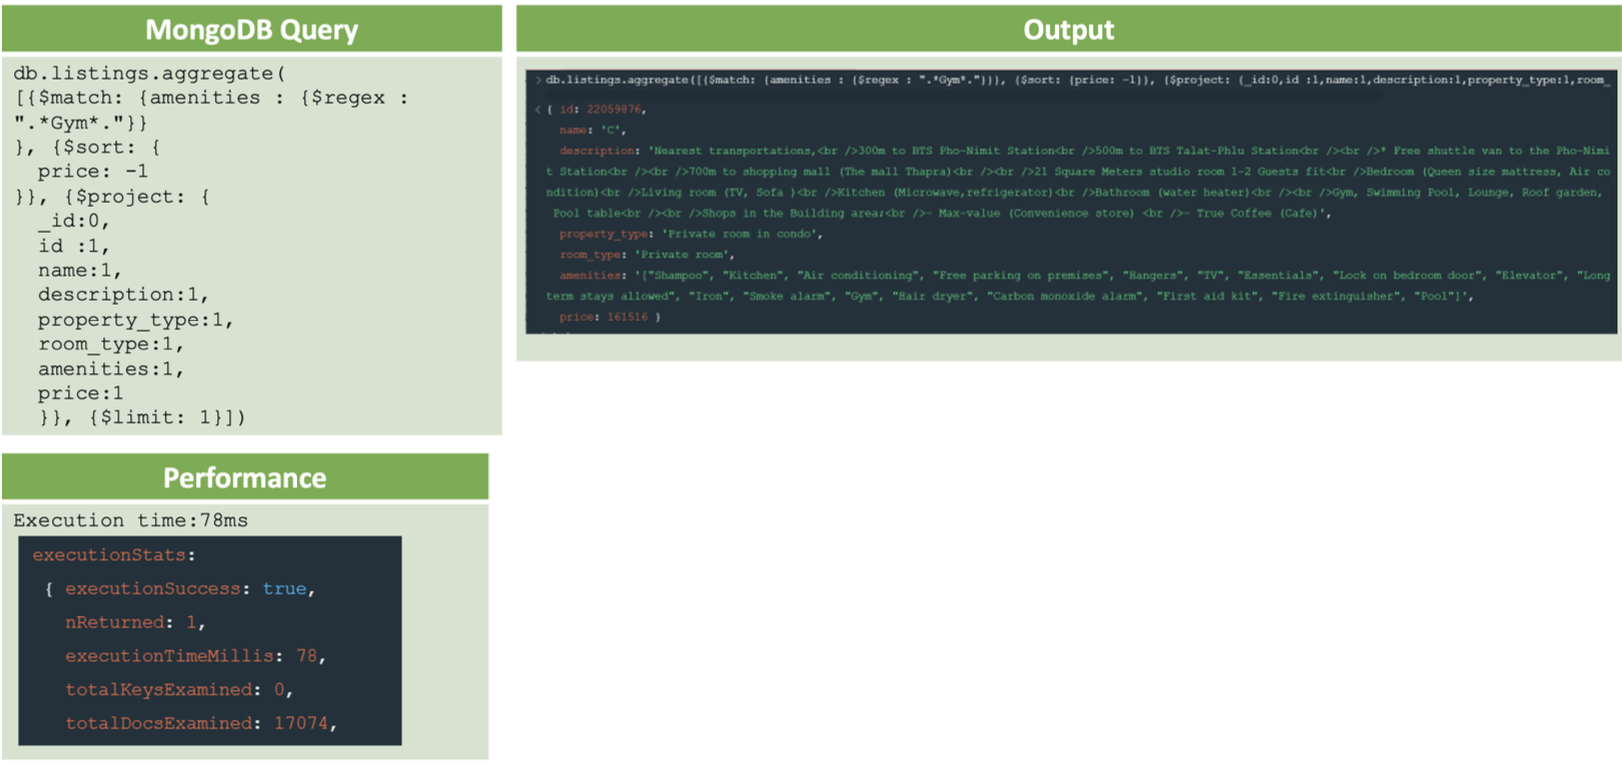 MongoDB Query
db.listings.aggregate(
[{$match: {amenities : {$regex :
".*Gym*."}}
}, {$sort: {
price: -1
}}, {$project: {
_id:0,
id :1,
name:1,
description:1,
property_type:1,
room_type:1,
amenities:1,
price:1
}}, {$limit: 1}])
Output
> db.listings.aggregate([{$match: {amenities : {$regex : ".*Gym*."}}}, {$sort: {price: -1}}, {$project: {_id:0,id :1,name:1,description:1,property_type:1,room_
< { id: 22059876,
name: 'C',
description: 'Nearest transportations,<br />300m to BTS Pho-Nimit Station<br />500m to BTS Talat-Phlu Station<br /><br />* Free shuttle van to the Pho-Nimi
t Station<br /><br />700m to shopping mall (The mall Thapra)<br /><br />21 Square Meters studio room 1-2 Guests fit<br />Bedroom (Queen size mattress, Air co
ndition)<br />Living room (TV, Sofa )<br />Kitchen (Microwave,refrigerator)<br />Bathroom (water heater)<br /><br />Gym, Swimming Pool, Lounge, Roof garden,
Pool table<br /><br />Shops in the Building area:<br />- Max-value (Convenience store) <br />- True Coffee (Cafe)',
property_type: 'Private room in condo',
room_type: 'Private room',
amenities: '["Shampoo", "Kitchen", "Air conditioning", "Free parking on premises", "Hangers", "TV", "Essentials", "Lock on bedroom door", "Elevator", "Long
term stays allowed", "Iron", "Smoke alarm", "Gym", "Hair dryer", "Carbon monoxide alarm", "First aid kit", "Fire extinguisher", "Pool"]',
price: 161516 }
Performance
Execution time:78ms
executionStats:
{ executionSuccess: true,
nReturned: 1,
executionTimeMillis: 78,
totalKeysExamined: 0,
totalDocsExamined: 17074,